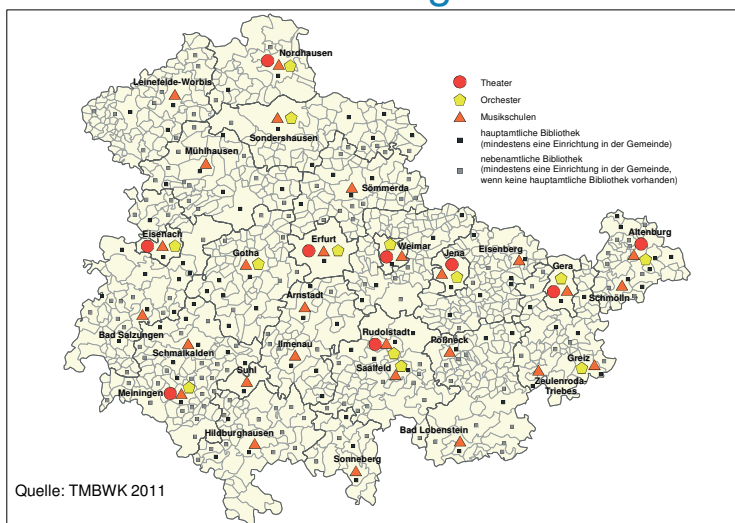 Nordhausen
Leinefelde-Worbis
Sondershausen
Mühlhausen
Sömmerda
Theater
Orchester
Musikschulen
hauptamtliche Bibliothek
(mindestens eine Einrichtung in der Gemeinde)
nebenamtliche Bibliothek
(mindestens eine Einrichtung in der Gemeinde,
wenn keine hauptamtliche Bibliothek vorhanden)
Eisenach
Gotha
Erfurt
Weimar
Jena
Eisenberg
Gera
Altenburg
Schmölln
Arnstadt
Bad Salzungen
Schmalkalden
Ilmenau
Rudolstadt
Pößneck
Saalfeld
Greiz
Zeulenroda-
Triebes
Suhl
Meiningen
Hildburghausen
Bad Lobenstein
Sonneberg
Quelle: TMBWK 2011